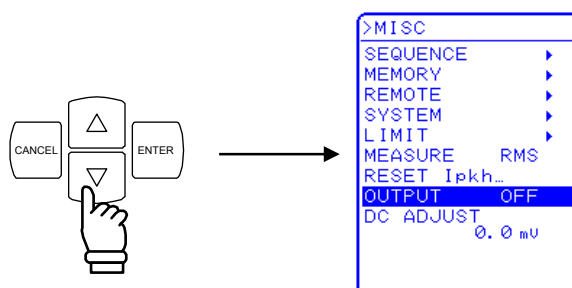 CANCEL
ENTER
>MISC
SEQUENCE
MEMORY
REMOTE
SYSTEM
LIMIT
MEASURE RMS
RESET Ipkh…
OUTPUT OFF
DC ADJUST
0.0 mV